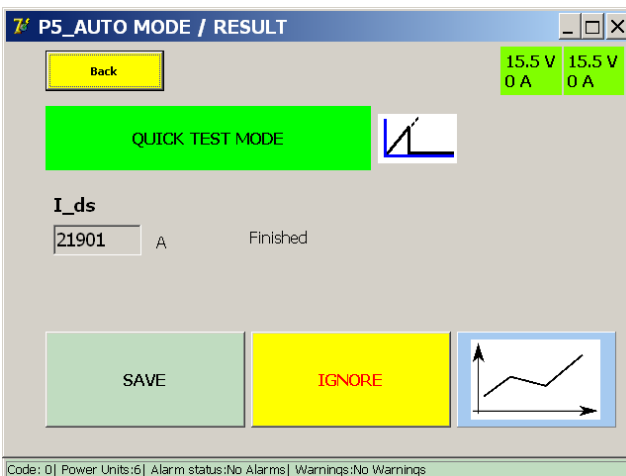 P5_AUTO MODE / RESULT
Back
15.5 V 15.5 V
0 A 0 A
QUICK TEST MODE
I_ds
21901 A Finished
SAVE IGNORE
Code: 0| Power Units:6| Alarm status:No Alarms| Warnings:No Warnings